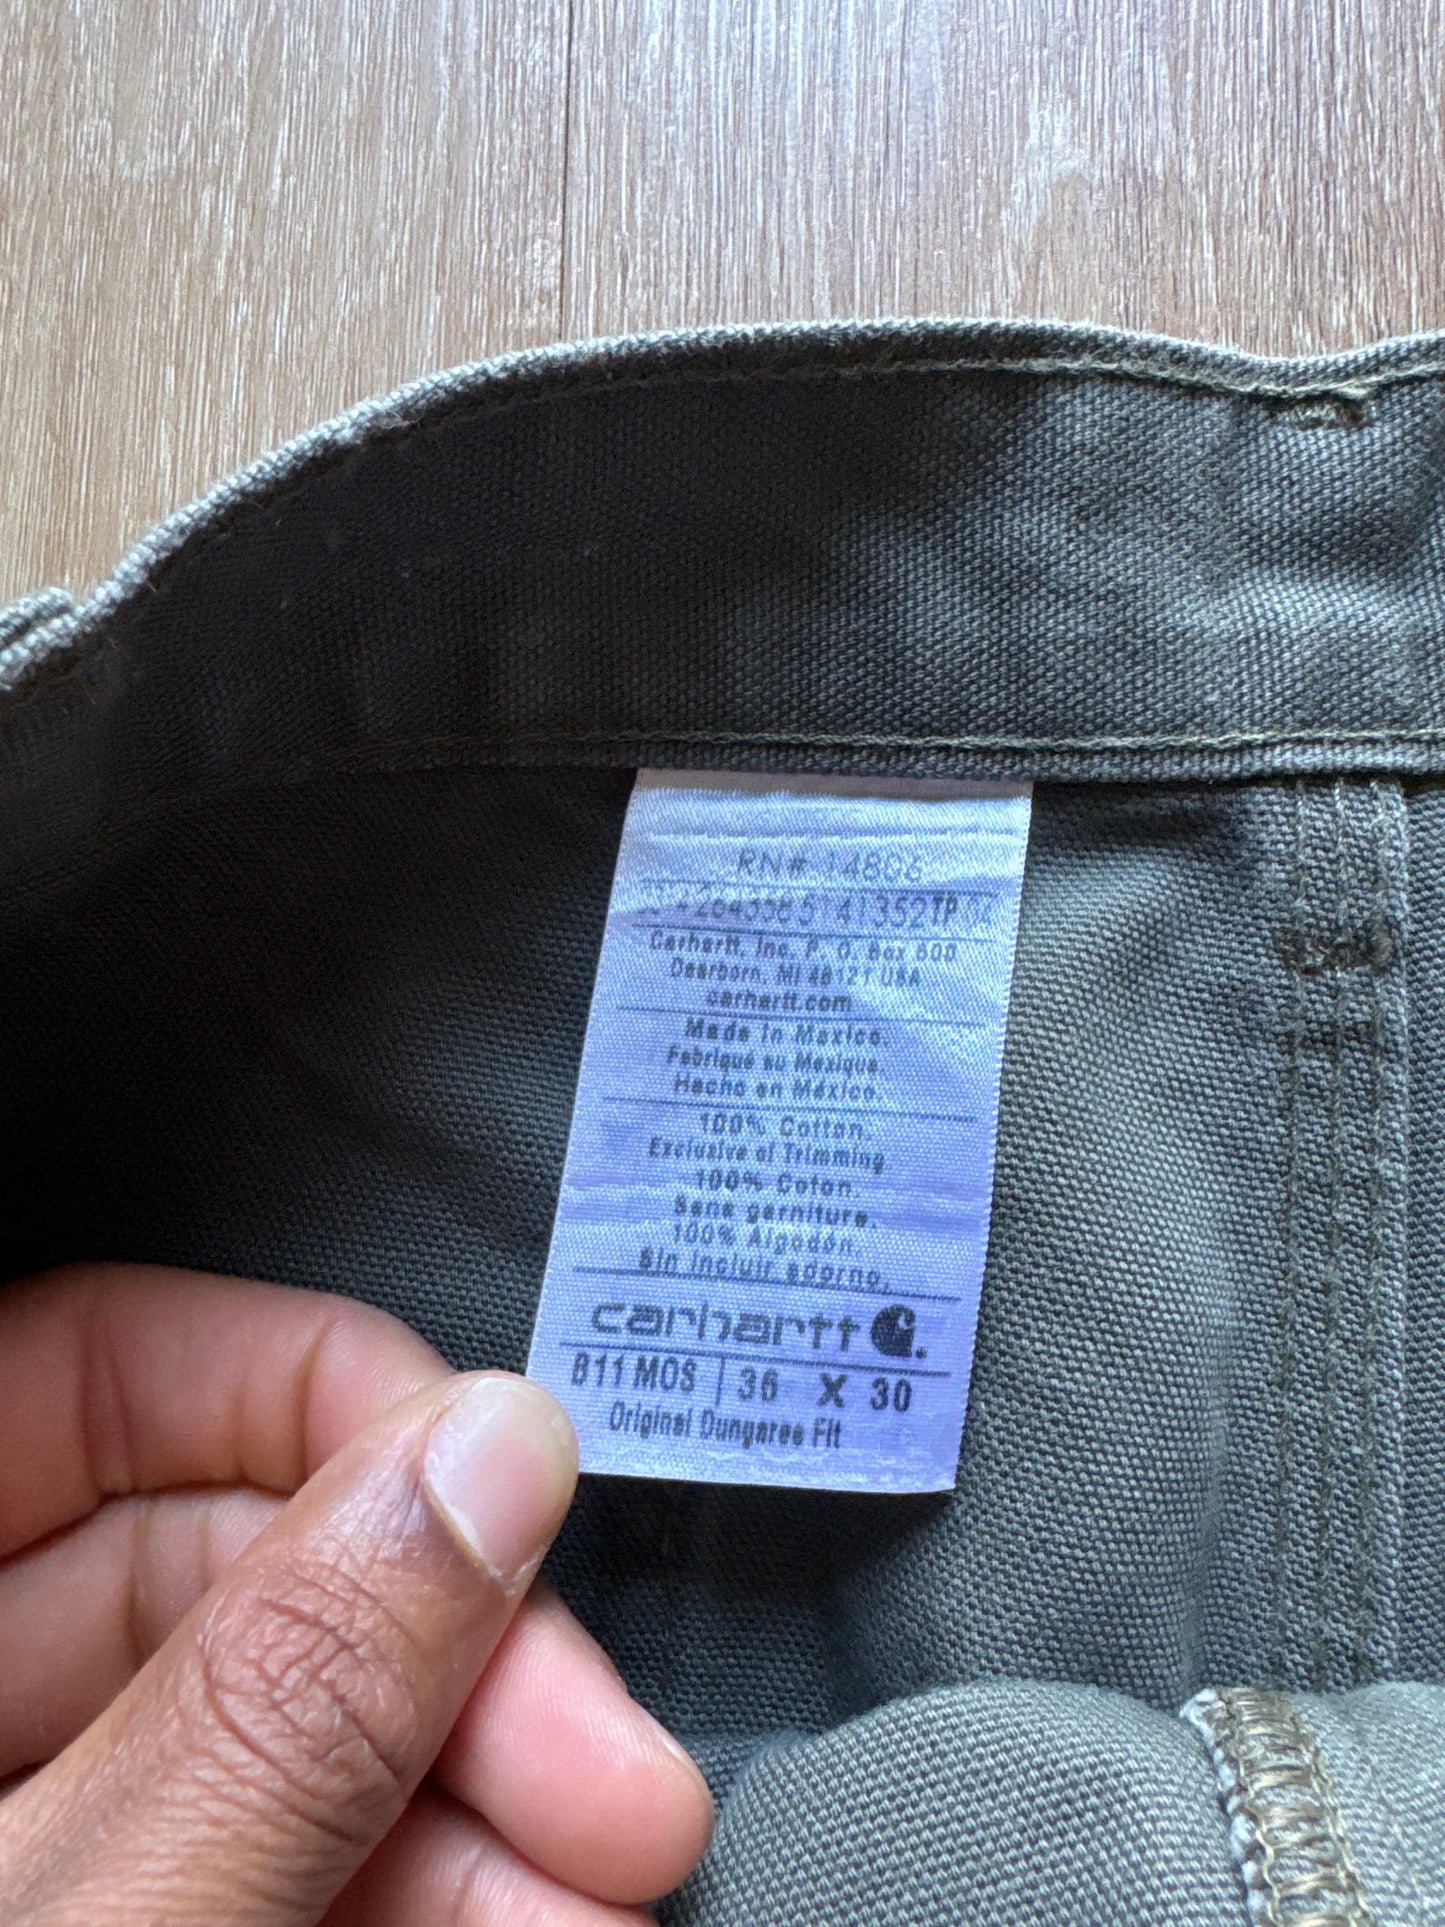 RN# 14806
Carhartt, Inc. P. O. Box 600
Dearborn, MI 48121 USA
carhartt.com
Made in Mexico.
Fabriqué au Mexique.
Hecho en México.
100% Cotton.
Exclusive of Trimming
100% Coton.
Sans garniture.
100% Algodón.
Sin incluir adorno.
carhartt
B11 MOS | 36 X 30
Original Dungaree Fit